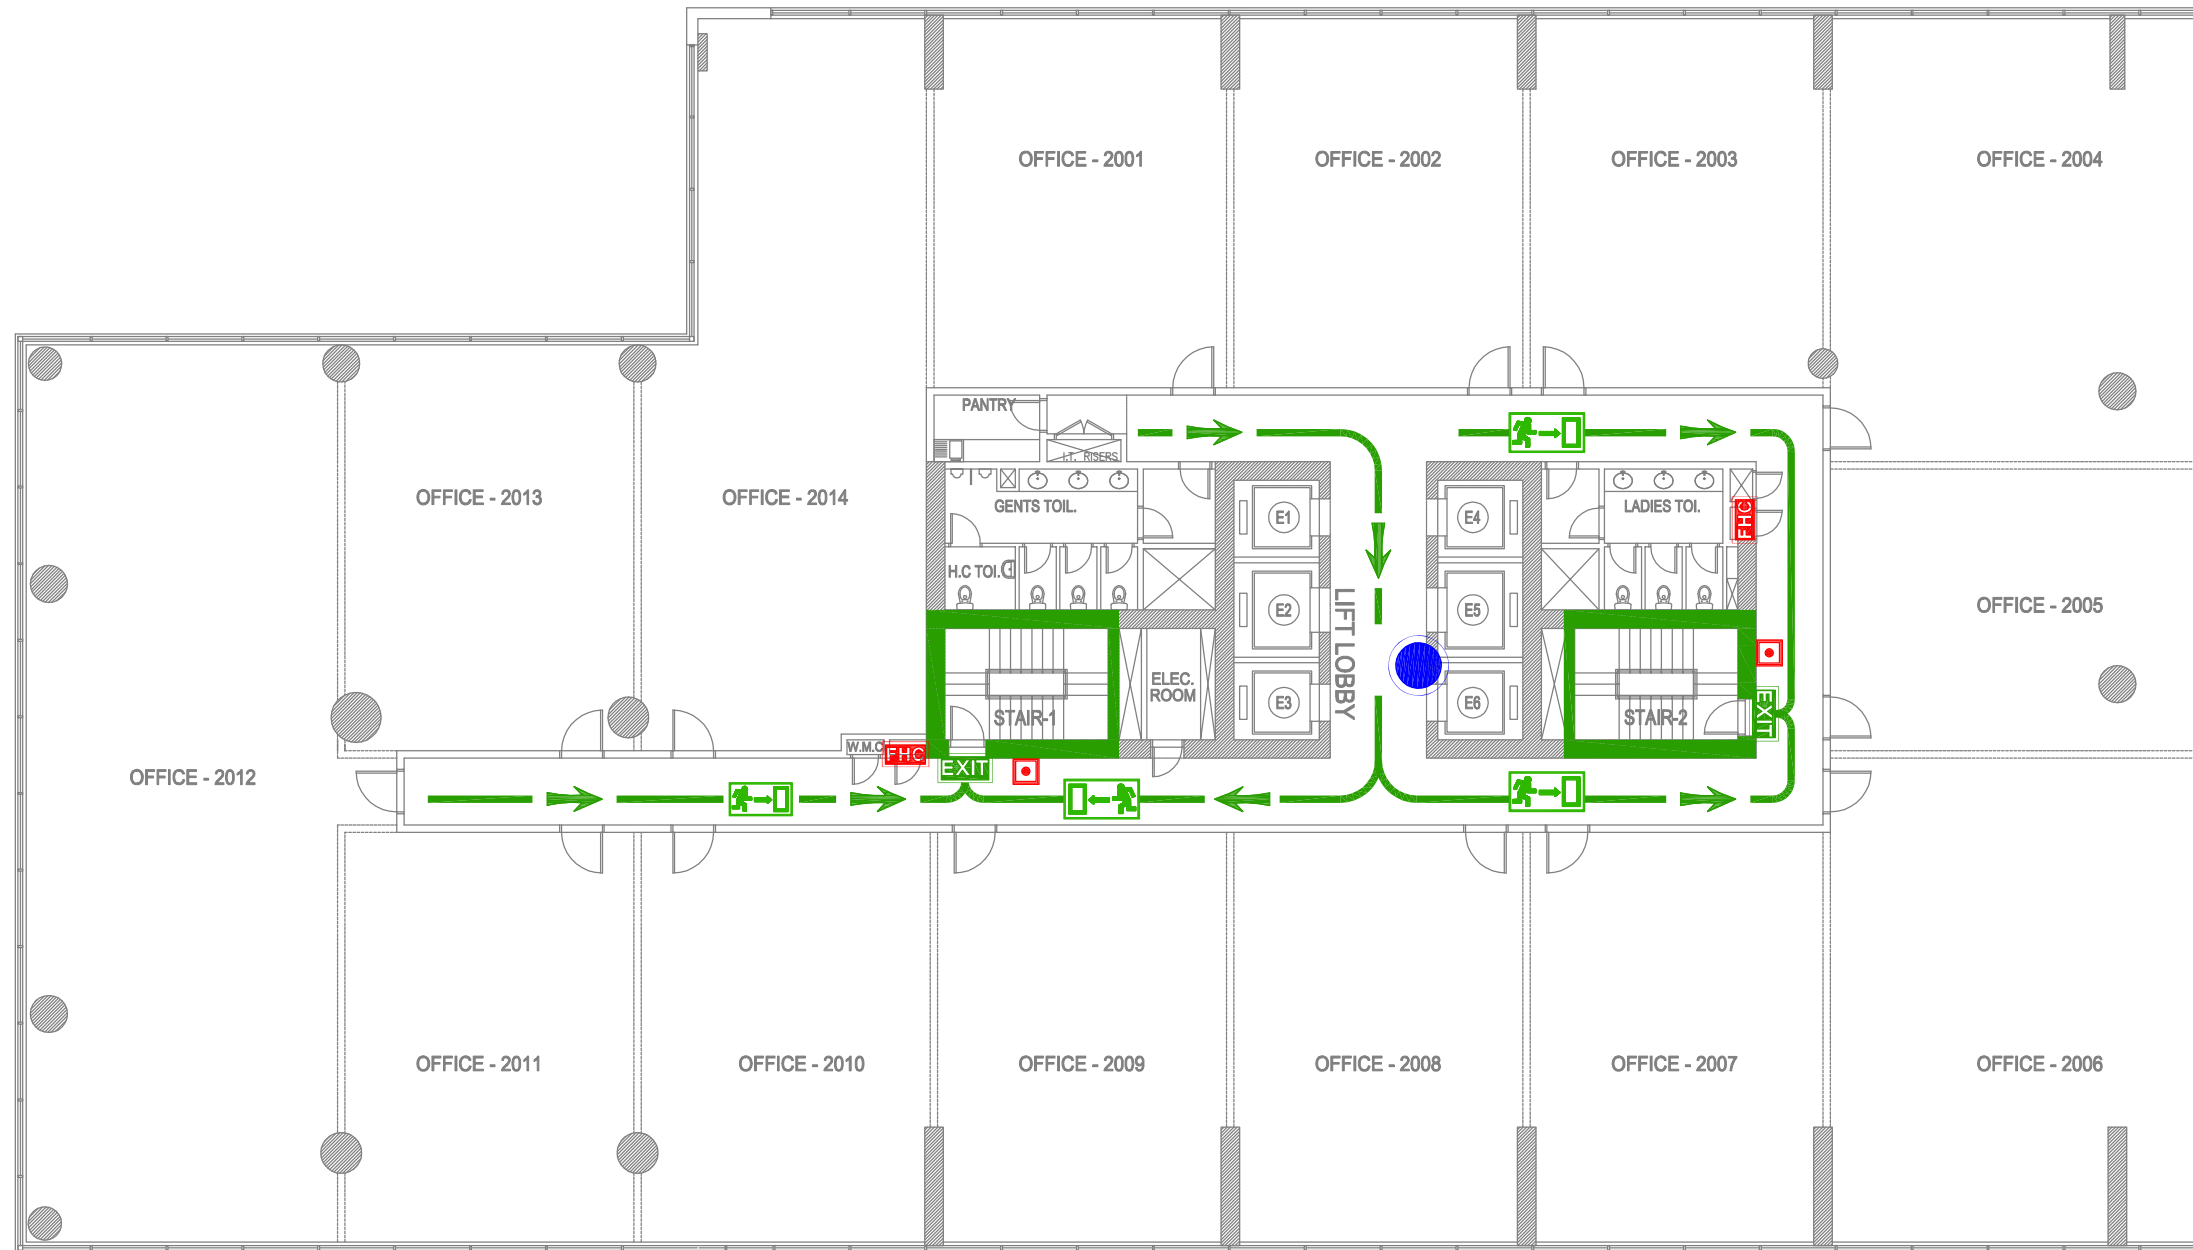 OFFICE - 2001
OFFICE - 2002
OFFICE - 2003
OFFICE - 2004
PANTRY
I.T. RISERS
OFFICE - 2013
OFFICE - 2014
GENTS TOIL.
E1
E4
LADIES TOI.
FHC
H.C TOI.
E2
LIFT LOBBY
E5
OFFICE - 2005
ELEC.
ROOM
E3
E6
STAIR-1
STAIR-2
EXIT
W.M.C
FHC
EXIT
OFFICE - 2012
OFFICE - 2011
OFFICE - 2010
OFFICE - 2009
OFFICE - 2008
OFFICE - 2007
OFFICE - 2006